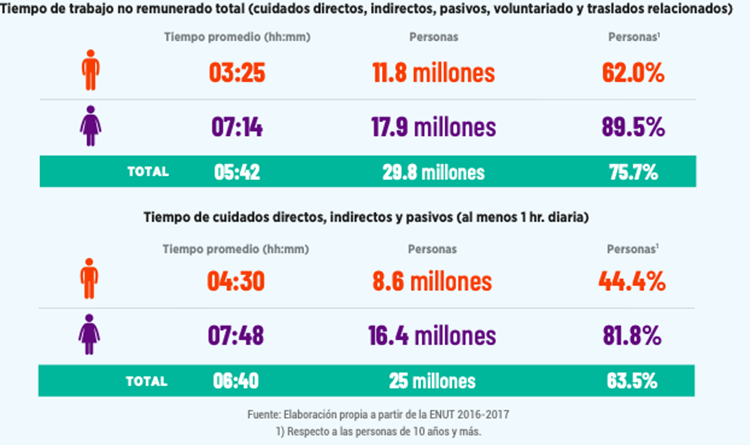 Tiempo de trabajo no remunerado total (cuidados directos, indirectos, pasivos, voluntariado y traslados relacionados)
Tiempo promedio (hh:mm) Personas Personas¹
03:25 11.8 millones 62.0%
07:14 17.9 millones 89.5%
TOTAL 05:42 29.8 millones 75.7%
Tiempo de cuidados directos, indirectos y pasivos (al menos 1 hr. diaria)
Tiempo promedio (hh:mm) Personas Personas¹
04:30 8.6 millones 44.4%
07:48 16.4 millones 81.8%
TOTAL 06:40 25 millones 63.5%
Fuente: Elaboración propia a partir de la ENUT 2016-2017
1) Respecto a las personas de 10 años y más.